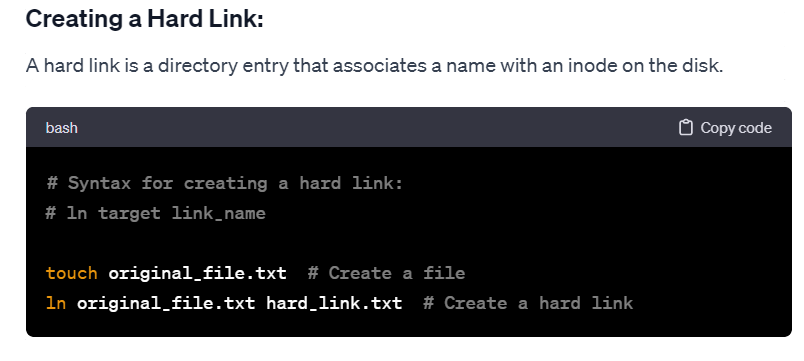 Creating a Hard Link:
A hard link is a directory entry that associates a name with an inode on the disk.
bash
Copy code
# Syntax for creating a hard link:
# ln target link_name
touch original_file.txt  # Create a file
ln original_file.txt hard_link.txt  # Create a hard link